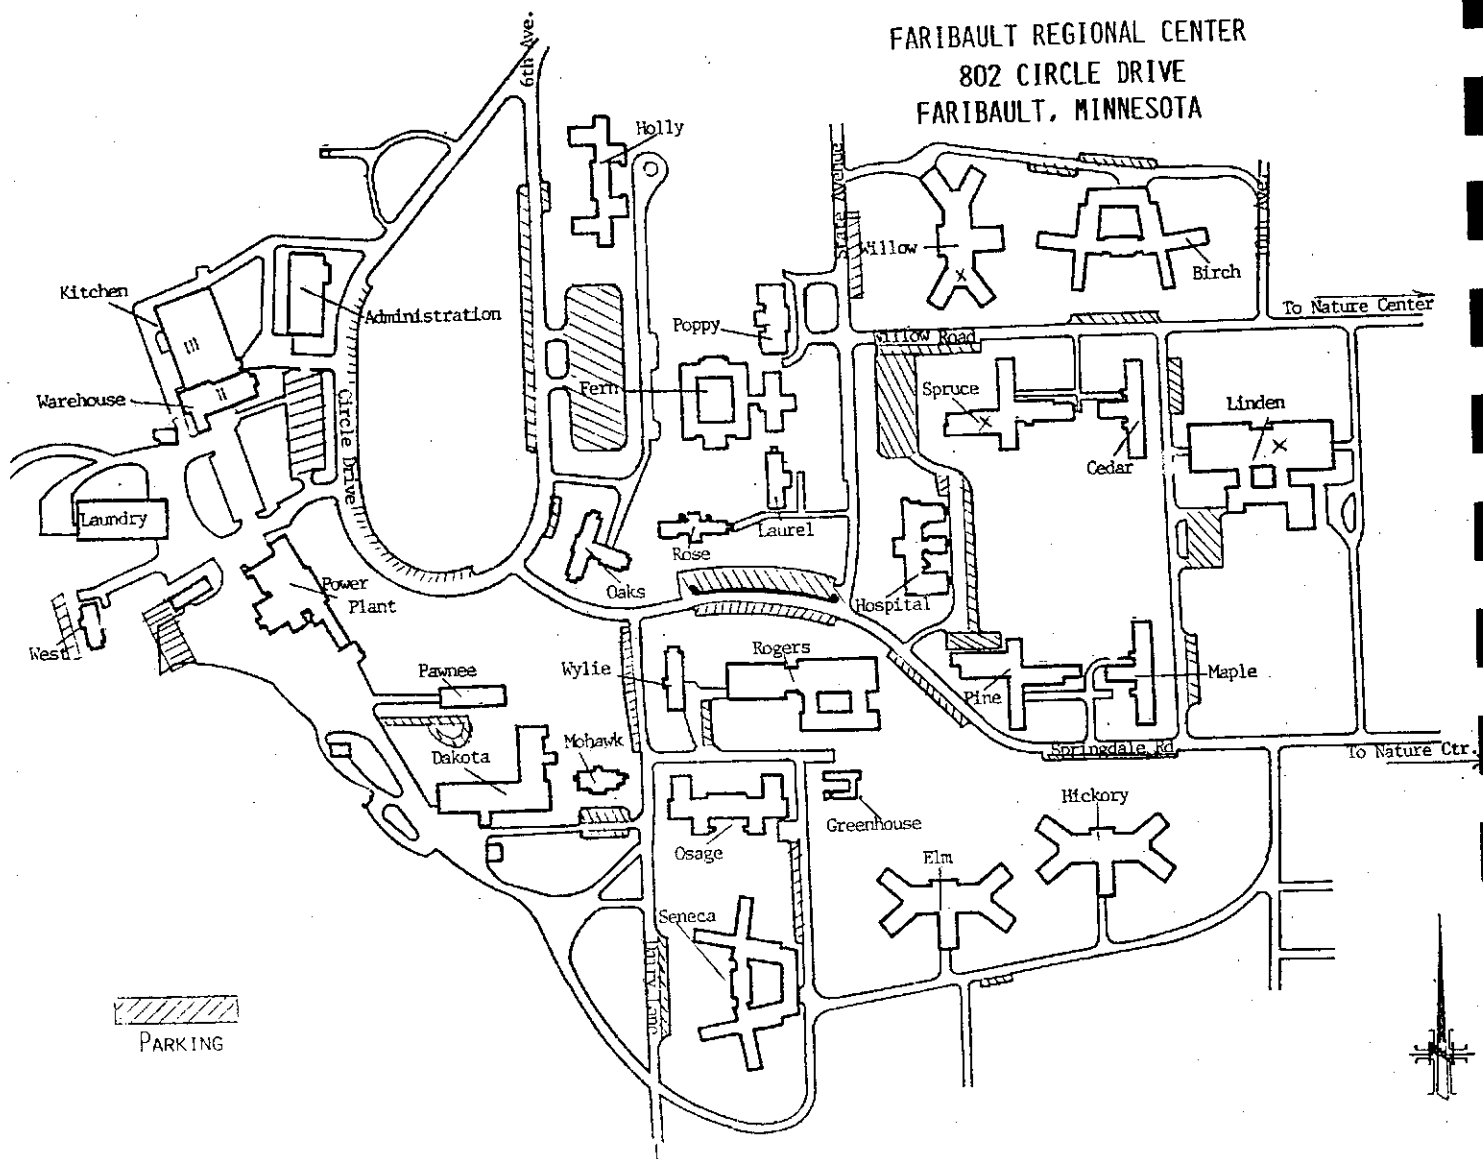 FARIBAULT REGIONAL CENTER
802 CIRCLE DRIVE
FARIBAULT, MINNESOTA
6th Ave.
Holly
State Avenue
Willow
Birch
Kitchen
Administration
To Nature Center
Poppy
Willow Road
Fern
Spruce
Warehouse
Circle Drive
Linden
Cedar
Laundry
Laurel
Rose
Oaks
Hospital
Power
Plant
West
Pawnee
Wylie
Rogers
Pine
Maple
Dakota
Mohawk
Springdale Rd
To Nature Ctr.
Hickory
Greenhouse
Osage
Elm
Seneca
PARKING